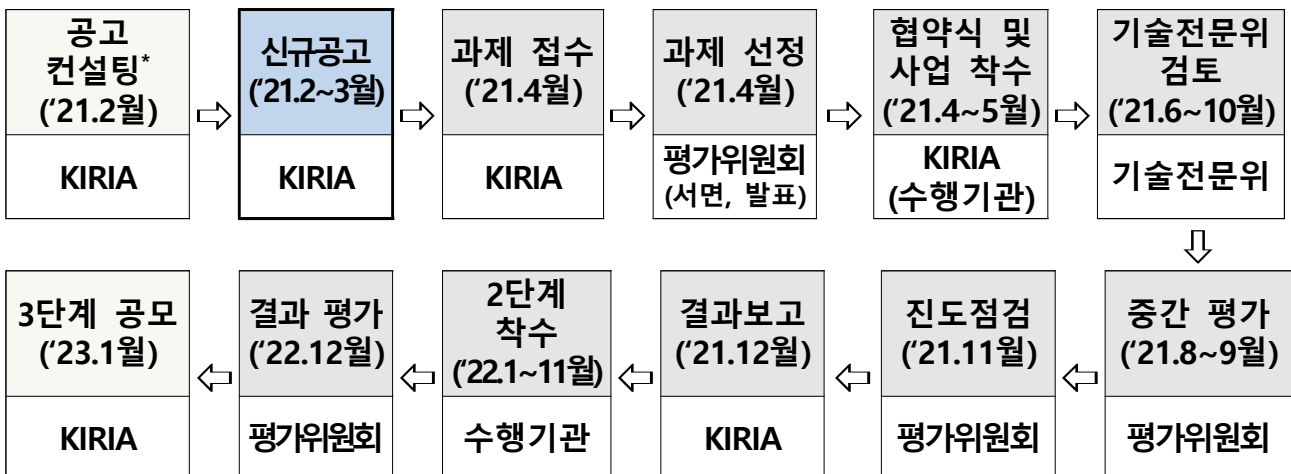 공고
컨설팅*
(‘21.2월)
KIRIA
신규공고
(‘21.2~3월)
KIRIA
과제 접수
(‘21.4월)
KIRIA
과제 선정
(‘21.4월)
평가위원회
(서면, 발표)
협약식 및
사업 착수
(‘21.4~5월)
KIRIA
(수행기관)
기술전문위
검토
(‘21.6~10월)
기술전문위
중간 평가
(‘21.8~9월)
평가위원회
진도점검
(‘21.11월)
평가위원회
결과보고
(‘21.12월)
KIRIA
2단계
착수
(‘22.1~11월)
수행기관
결과 평가
(‘22.12월)
평가위원회
3단계 공모
(‘23.1월)
KIRIA